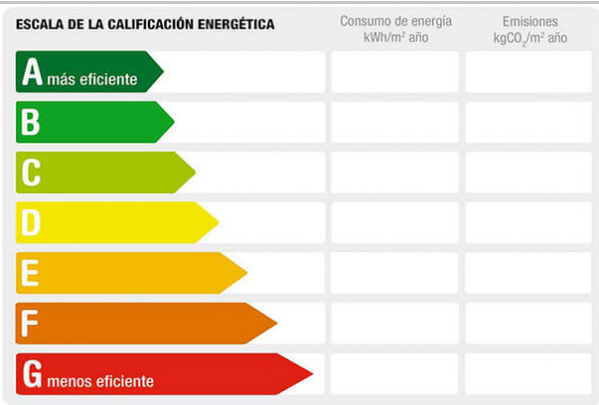 ESCALA DE LA CALIFICACIÓN ENERGÉTICA
Consumo de energía
kWh/m² año
Emisiones
kgCO₂/m² año
A más eficiente
B
C
D
E
F
G menos eficiente